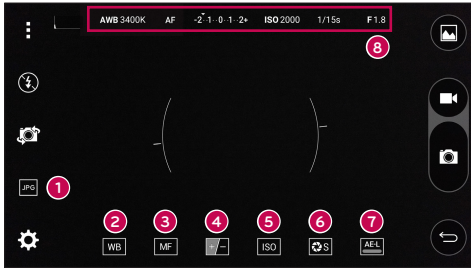 AWB 3400K AF -2·1··0·1··2+ ISO 2000 1/15s F 1.8
8
JPG 1
2 3 4 5 6 7
WB MF +/- ISO S AE-L